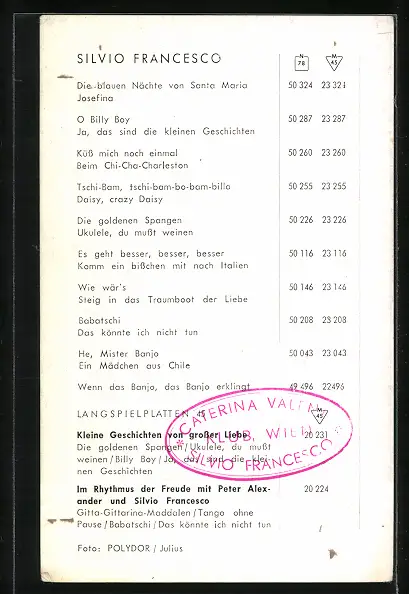 SILVIO FRANCESCO N 78 M 45
Die blauen Nächte von Santa Maria 50 324 23 324
Josefina
O Billy Boy 50 287 23 287
Ja, das sind die kleinen Geschichten
Küß mich noch einmal 50 260 23 260
Beim Chi-Cha-Charleston
Tschi-Bam, tschi-bam-bo-bam-billo 50 255 23 255
Daisy, crazy Daisy
Die goldenen Spangen 50 226 23 226
Ukulele, du mußt weinen
Es geht besser, besser, besser 50 116 23 116
Komm ein bißchen mit nach Italien
Wie wär's 50 146 23 146
Steig in das Traumboot der Liebe
Babatschi 50 208 23 208
Das könnte ich nicht tun
He, Mister Banjo 50 043 23 043
Ein Mädchen aus Chile
Wenn das Banjo, das Banjo erklingt 49 496 22496
LANGSPIELPLATTEN 45 M 45
CATERINA VALENTE
KLUB WIEN
* SILVIO FRANCESCO *
Kleine Geschichten von großer Liebe 20 231
Die goldenen Spangen/Ukulele, du mußt
weinen/Billy Boy/Ja, das sind die klei-
nen Geschichten
Im Rhythmus der Freude mit Peter Alex- 20 224
ander und Silvio Francesco
Gitta-Gittarina-Maddalen/Tango ohne
Pause/Babatschi/Das könnte ich nicht tun
Foto: POLYDOR / Julius